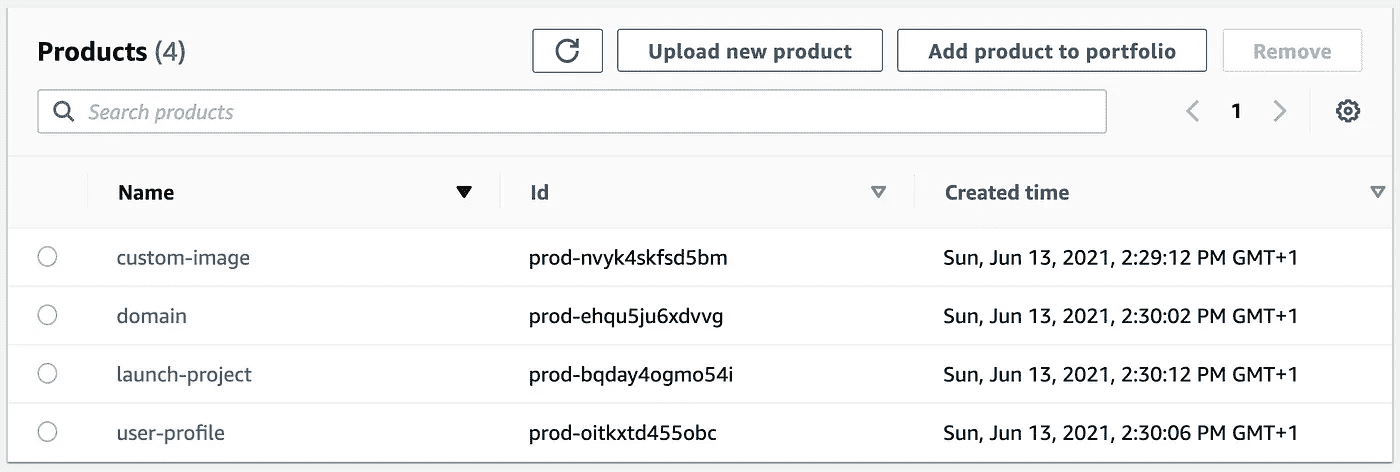 Products (4) Upload new product Add product to portfolio Remove
Search products 1
Name Id Created time
custom-image prod-nvyk4skfsd5bm Sun, Jun 13, 2021, 2:29:12 PM GMT+1
domain prod-ehqu5ju6xdvvg Sun, Jun 13, 2021, 2:30:02 PM GMT+1
launch-project prod-bqday4ogmo54i Sun, Jun 13, 2021, 2:30:12 PM GMT+1
user-profile prod-oitkxtd455obc Sun, Jun 13, 2021, 2:30:06 PM GMT+1